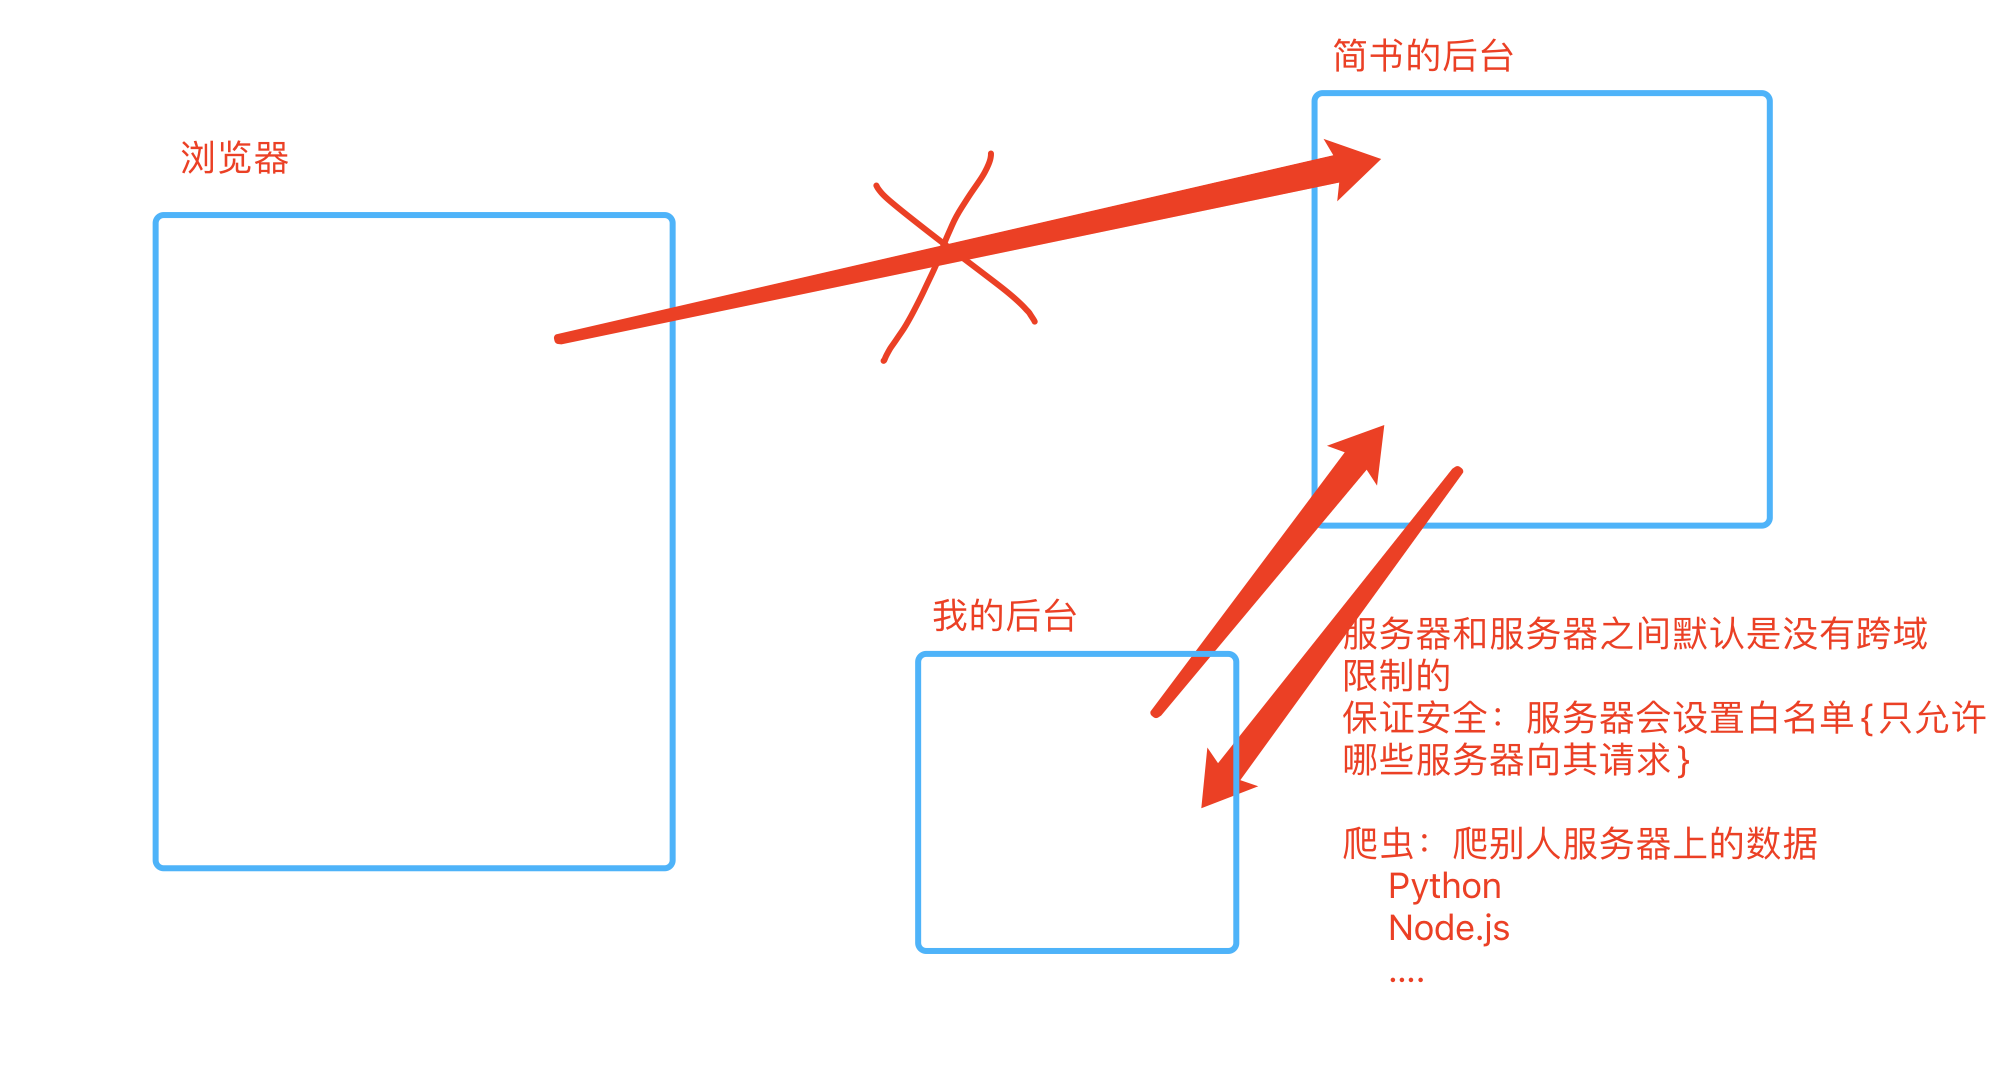 简书的后台
浏览器
我的后台
服务器和服务器之间默认是没有跨域
限制的
保证安全：服务器会设置白名单{只允许
哪些服务器向其请求}
爬虫：爬别人服务器上的数据
Python
Node.js
....